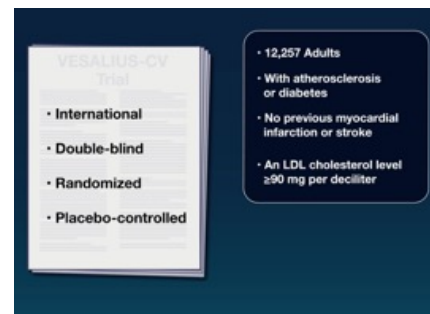 VESALIUS-CV
Trial
· International
· Double-blind
· Randomized
· Placebo-controlled
· 12,257 Adults
· With atherosclerosis
or diabetes
· No previous myocardial
infarction or stroke
· An LDL cholesterol level
≥90 mg per deciliter